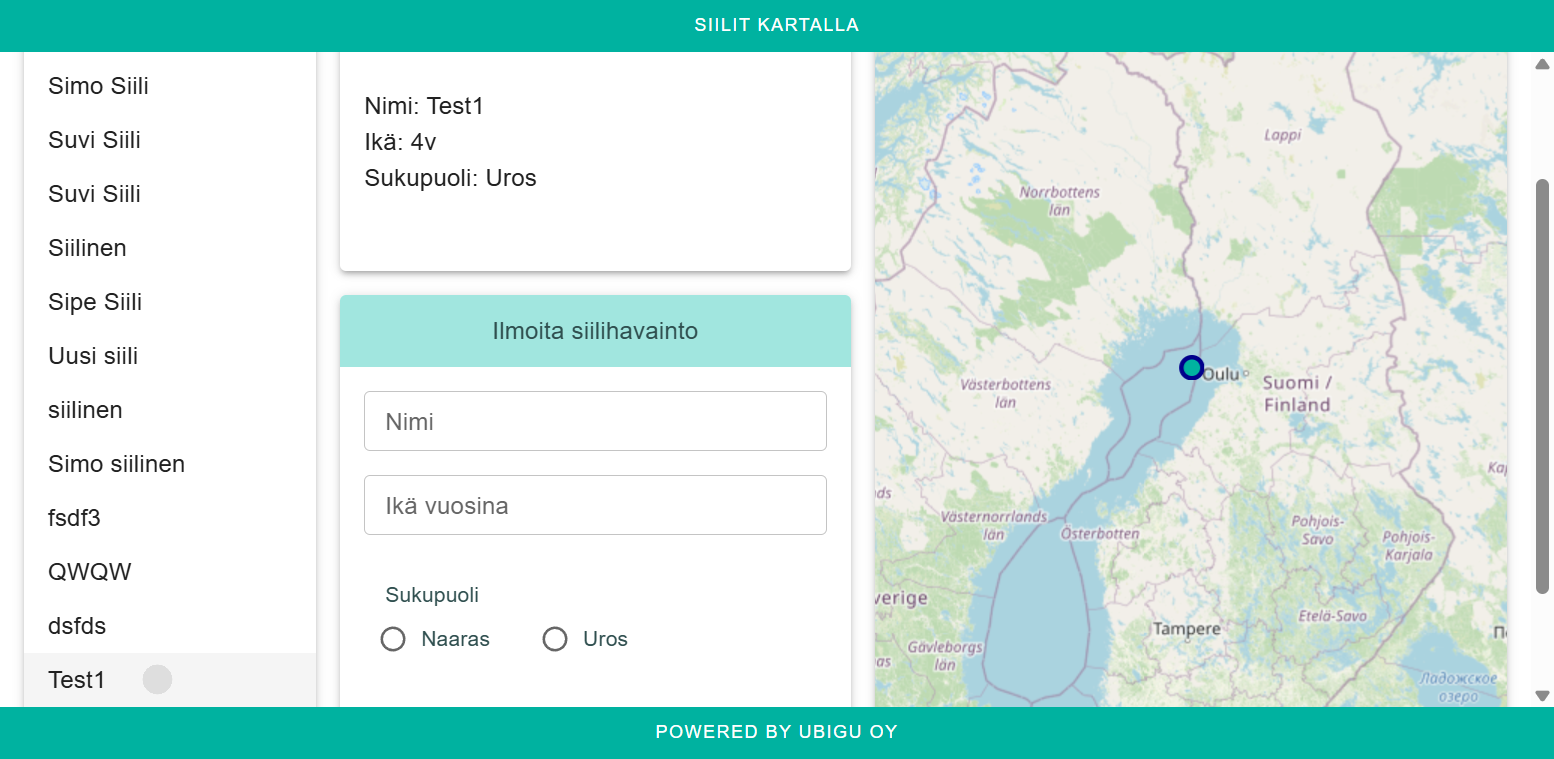 SIILIT KARTALLA
Simo Siili
Suvi Siili
Suvi Siili
Siilinen
Sipe Siili
Uusi siili
siilinen
Simo siilinen
fsdf3
QWQW
dsfds
Test1
Nimi: Test1
Ikä: 4v
Sukupuoli: Uros
Ilmoita siilihavainto
Nimi
Ikä vuosina
Sukupuoli
Naaras
Uros
Lappi
Norrbottens
län
Oulu
Suomi /
Finland
Västerbottens
län
Västernorrlands
län
Österbotten
Pohjois-
Savo
Pohjois-
Karjala
Etelä-Savo
Tampere
verige
Gävleborgs
län
Ладожское
озеро
POWERED BY UBIGU OY